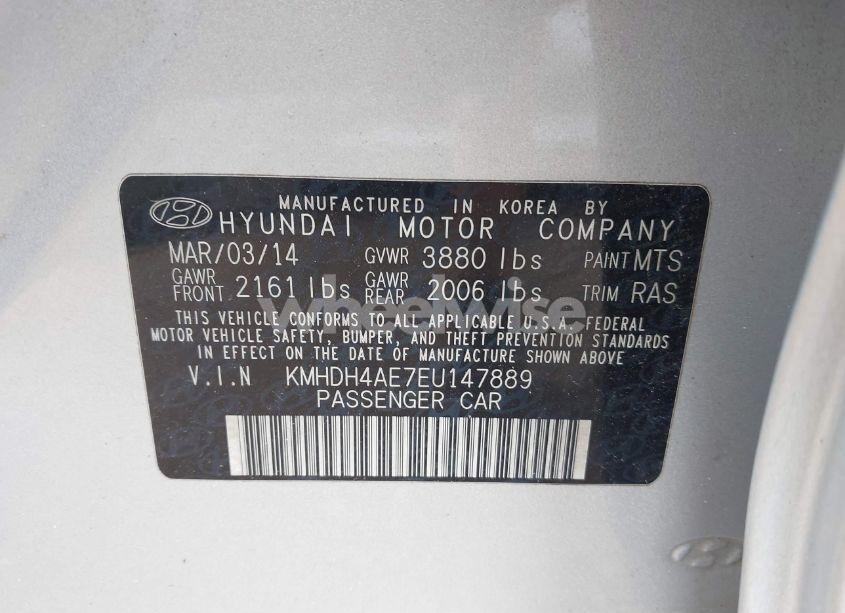 MANUFACTURED IN KOREA BY
HYUNDAI MOTOR COMPANY
MAR/03/14 GVWR 3880 lbs PAINT MTS
GAWR FRONT 2161 lbs GAWR REAR 2006 lbs TRIM RAS
wheelwise
THIS VEHICLE CONFORMS TO ALL APPLICABLE U.S.A. FEDERAL
MOTOR VEHICLE SAFETY, BUMPER, AND THEFT PREVENTION STANDARDS
IN EFFECT ON THE DATE OF MANUFACTURE SHOWN ABOVE
V.I.N KMHDH4AE7EU147889
PASSENGER CAR